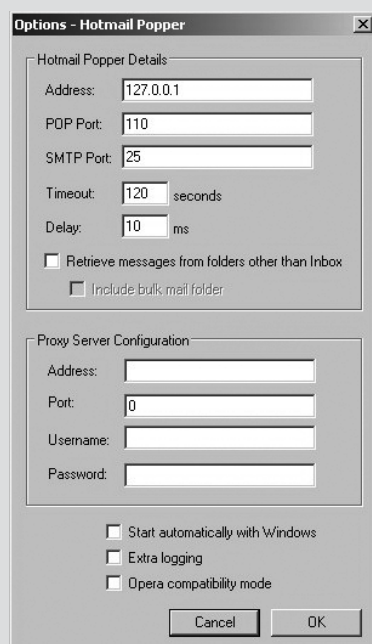 Options - Hotmail Popper
Hotmail Popper Details
Address: 127.0.0.1
POP Port: 110
SMTP Port: 25
Timeout: 120 seconds
Delay: 10 ms
Retrieve messages from folders other than Inbox
Include bulk mail folder
Proxy Server Configuration
Address:
Port: 0
Username:
Password:
Start automatically with Windows
Extra logging
Opera compatibility mode
Cancel OK